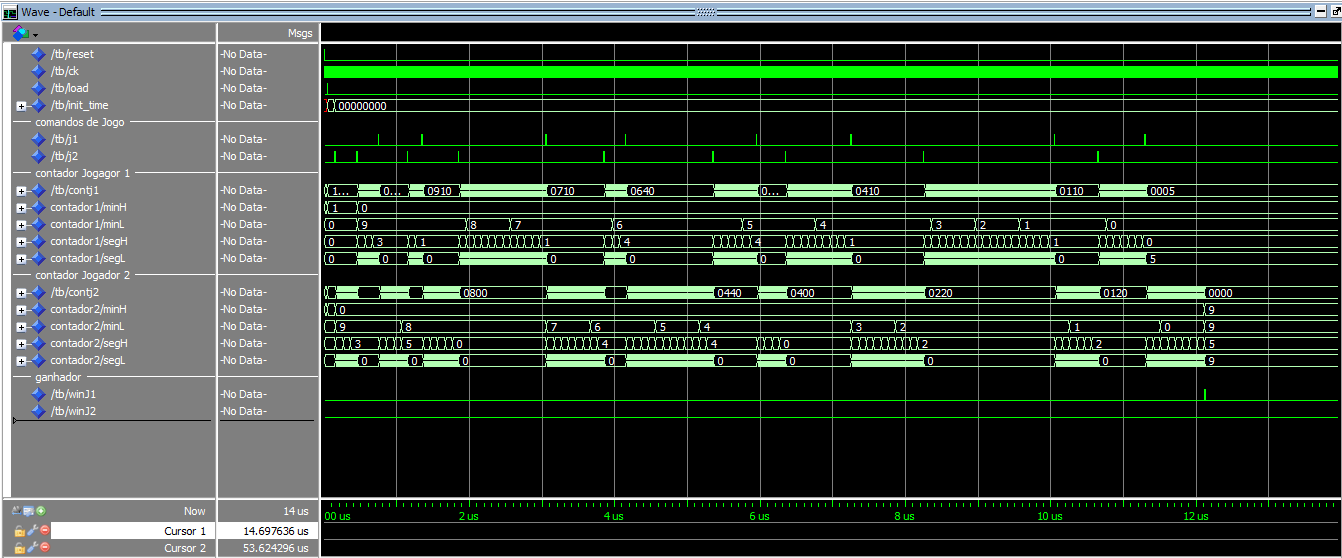 Wave - Default
Msgs
/tb/reset -No Data-
/tb/ck -No Data-
/tb/load -No Data-
/tb/init_time -No Data- 00000000
comandos de Jogo
/tb/j1 -No Data-
/tb/j2 -No Data-
contador Jogagor 1
/tb/contj1 -No Data- 1... 0... 0910 0710 0640 0... 0410 0110 0005
contador1/minH -No Data- 1 0
contador1/minL -No Data- 0 9 8 7 6 5 4 3 2 1 0
contador1/segH -No Data- 0 3 1 1 4 4 1 1 0
contador1/segL -No Data- 0 0 0 0 0 0 0 0 5
contador Jogador 2
/tb/contj2 -No Data- 0800 0440 0400 0220 0120 0000
contador2/minH -No Data- 0 9
contador2/minL -No Data- 9 8 7 6 5 4 3 2 1 0 9
contador2/segH -No Data- 3 5 0 4 4 0 2 2 5
contador2/segL -No Data- 0 0 0 0 0 0 0 0 9
ganhador
/tb/winJ1 -No Data-
/tb/winJ2 -No Data-
Now 14 us 00 us 2 us 4 us 6 us 8 us 10 us 12 us
Cursor 1 14.697636 us
Cursor 2 53.624296 us